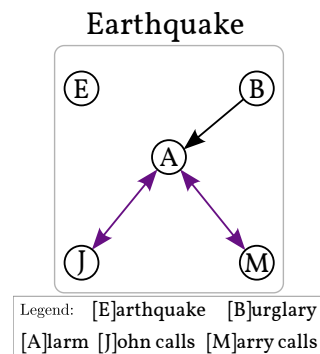 Earthquake
E B
A
J M
Legend: [E]arthquake [B]urglary
[A]larm [J]ohn calls [M]arry calls